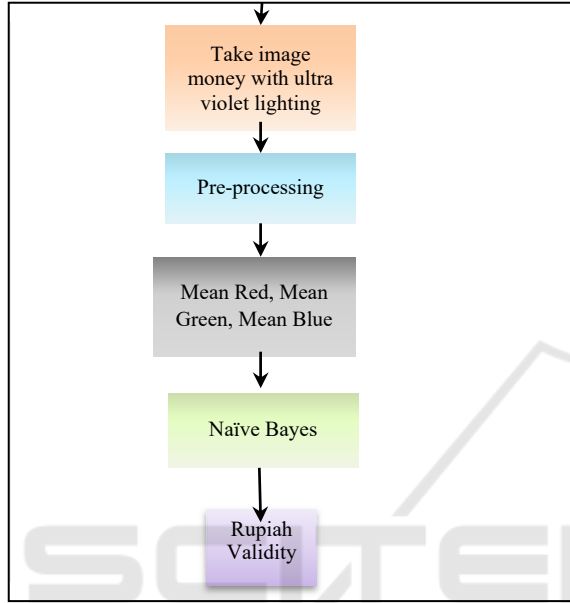 Take image
money with ultra
violet lighting
Pre-processing
Mean Red, Mean
Green, Mean Blue
Naïve Bayes
Rupiah
Validity